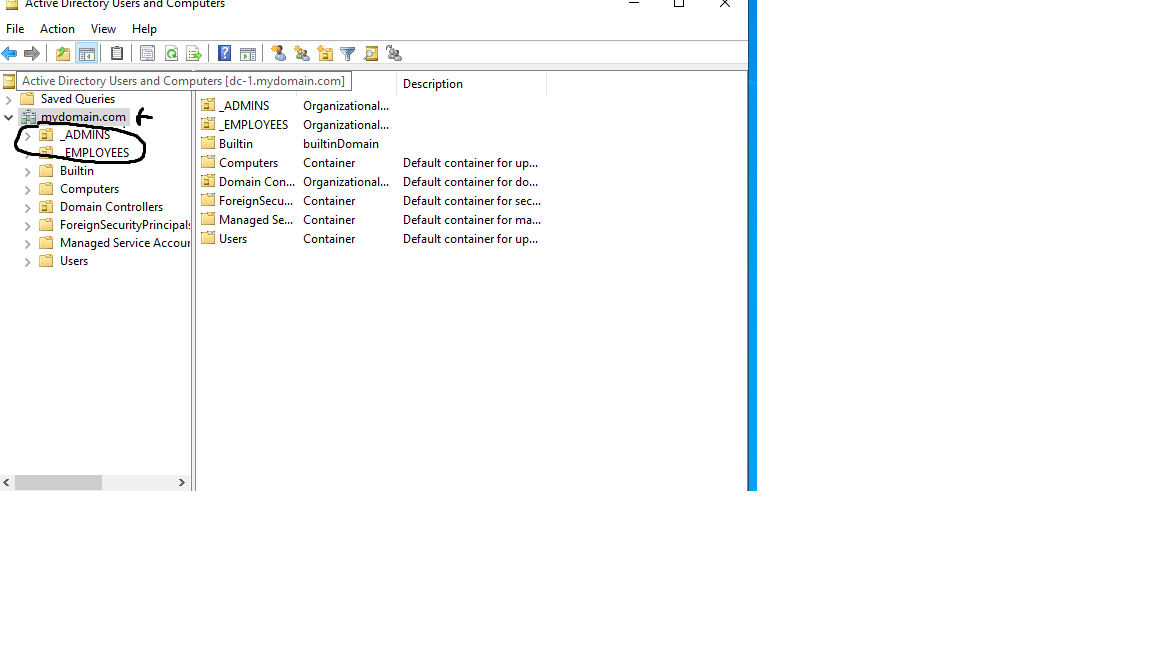 Active Directory Users and Computers
File Action View Help
Active Directory Users and Computers [dc-1.mydomain.com]
Description
Saved Queries
mydomain.com
_ADMINS
_EMPLOYEES
Builtin
Computers
Domain Controllers
ForeignSecurityPrincipals
Managed Service Accour
Users
_ADMINS Organizational...
_EMPLOYEES Organizational...
Builtin builtinDomain
Computers Container Default container for up...
Domain Con... Organizational... Default container for do...
ForeignSecu... Container Default container for sec...
Managed Se... Container Default container for ma...
Users Container Default container for up...